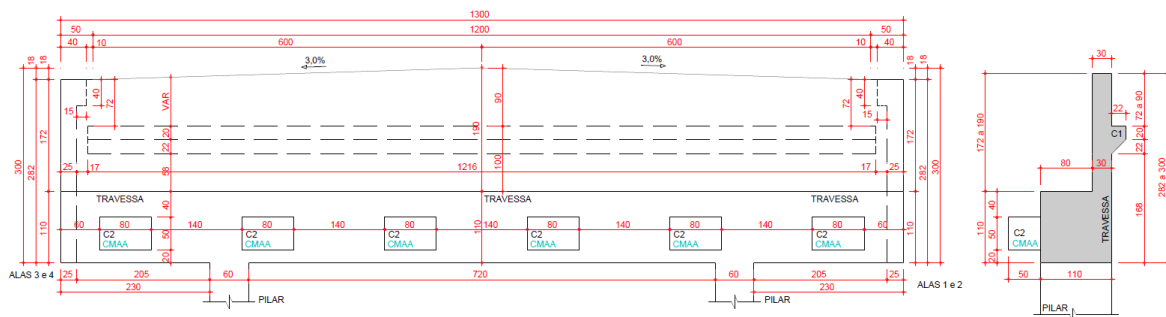 1300
50 1200 50
40 10 600 600 10 40
18 18 3,0% 3,0% 18 18
30
40 72 VAR 90 72 40
15 15
22
72 a 90
C1
300 282 172 20 190 20 172 282 300
172 a 190
22 100 22
25 17 58 1216 17 25
80 30
168
282 a 300
TRAVESSA TRAVESSA TRAVESSA
TRAVESSA
110 40 40 110
60 80 140 80 140 80 140 80 140 80 140 80 60
50 110 50
C2 C2 C2 C2 C2 C2 C2
CMAA CMAA CMAA CMAA CMAA CMAA CMAA
20 20
110 40 50 20
ALAS 3 e 4 25 205 60 720 60 205 25 ALAS 1 e 2
50 110
230 230
PILAR PILAR PILAR